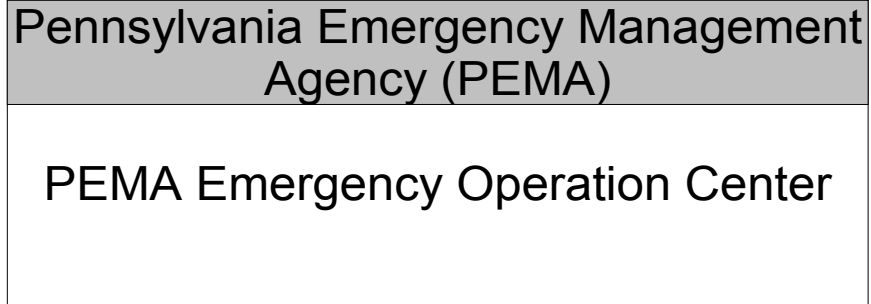 Pennsylvania Emergency Management
Agency (PEMA)
PEMA Emergency Operation Center